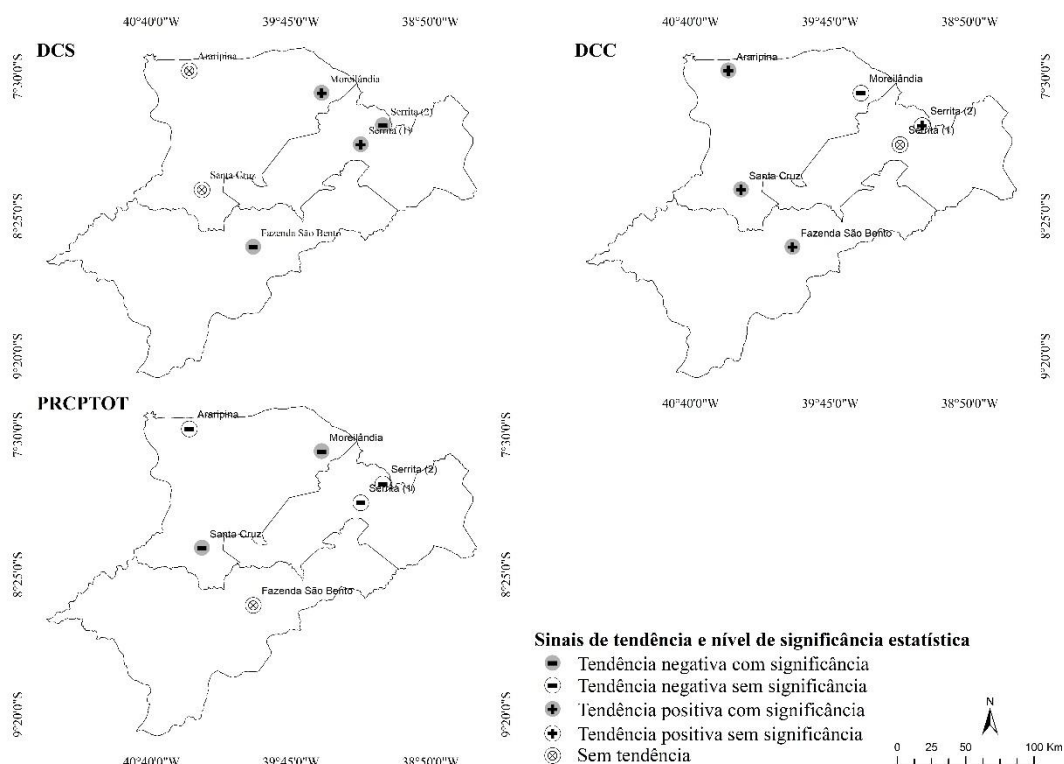 40°40'0"W 39°45'0"W 38°50'0"W
DCS
Araripina
Moreilândia
Serrita (2)
Serrita (1)
Santa Cruz
Fazenda São Bento
7°30'0"S
8°25'0"S
9°20'0"S
40°40'0"W 39°45'0"W 38°50'0"W
DCC
Araripina
Moreilândia
Serrita (2)
Serrita (1)
Santa Cruz
Fazenda São Bento
7°30'0"S
8°25'0"S
9°20'0"S
40°40'0"W 39°45'0"W 38°50'0"W
PRCPTOT
Araripina
Moreilândia
Serrita (2)
Serrita (1)
Santa Cruz
Fazenda São Bento
7°30'0"S
8°25'0"S
9°20'0"S
7°30'0"S
8°25'0"S
9°20'0"S
40°40'0"W 39°45'0"W 38°50'0"W
Sinais de tendência e nível de significância estatística
Tendência negativa com significância
Tendência negativa sem significância
Tendência positiva com significância
Tendência positiva sem significância
Sem tendência
N
0 25 50 100 Km